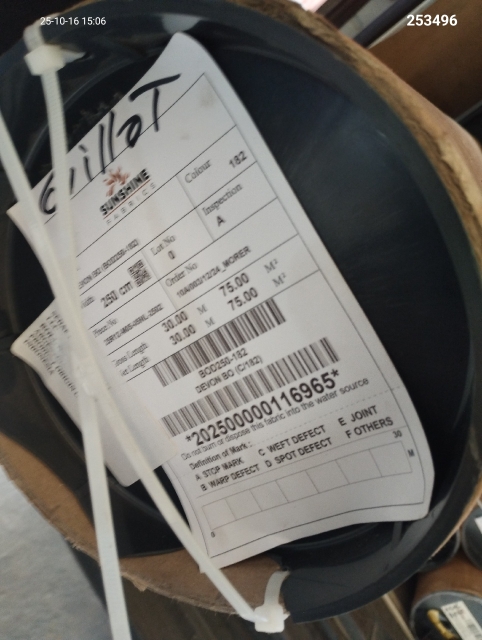 25-10-16 15:06
253496
SUNSHINE
FABRICS
Colour 182
Inspection
A
250 cm
Lot No
0
Order No
30.00 M 75.00 M²
30.00 M 75.00 M²
BOD250-182
DEVON BO (C/182)
*202500000116965*
Do not burn or dispose this fabric into the water source
Definition of Mark :
A STOP MARK C WEFT DEFECT E JOINT
B WARP DEFECT D SPOT DEFECT F OTHERS
0 30 M